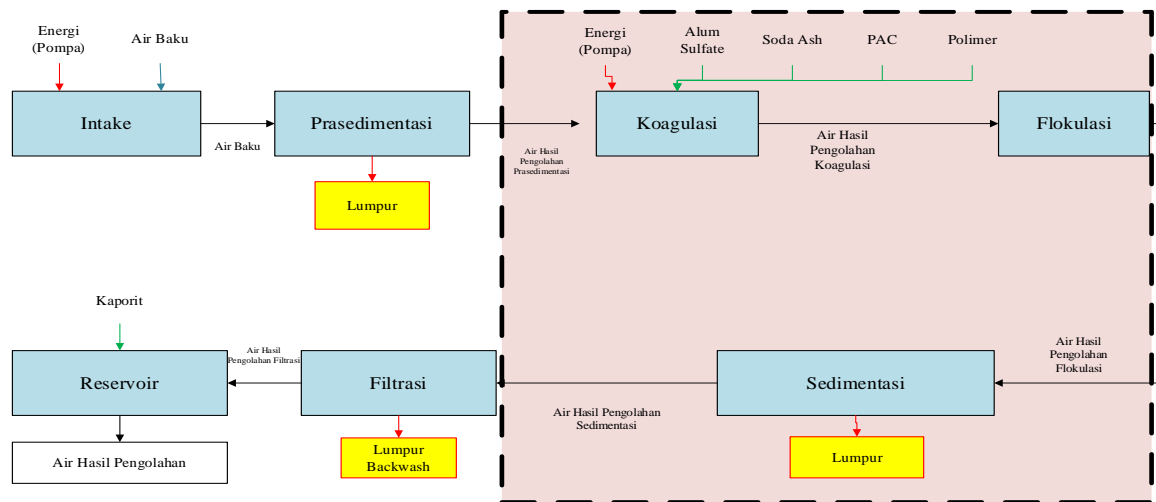 Energi
(Pompa)
Air Baku
Energi
(Pompa)
Alum
Sulfate
Soda Ash
PAC
Polimer
Intake
Air Baku
Prasedimentasi
Air Hasil
Pengolahan
Prasedimentasi
Koagulasi
Air Hasil
Pengolahan
Koagulasi
Flokulasi
Lumpur
Kaporit
Reservoir
Air Hasil
Pengolahan Filtrasi
Filtrasi
Air Hasil Pengolahan
Sedimentasi
Sedimentasi
Air Hasil
Pengolahan
Flokulasi
Air Hasil Pengolahan
Lumpur
Backwash
Lumpur